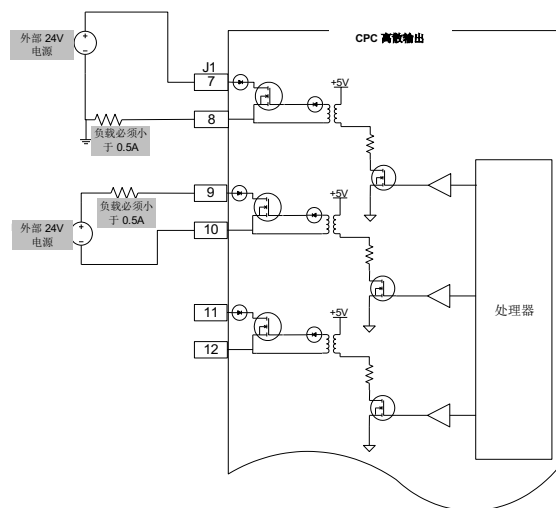 CPC 离散输出
外部 24V
电源
+
−
J1
7
8
+5V
负载必须小
于 0.5A
9
10
+5V
负载必须小
于 0.5A
外部 24V
电源
+
−
11
12
+5V
处理器